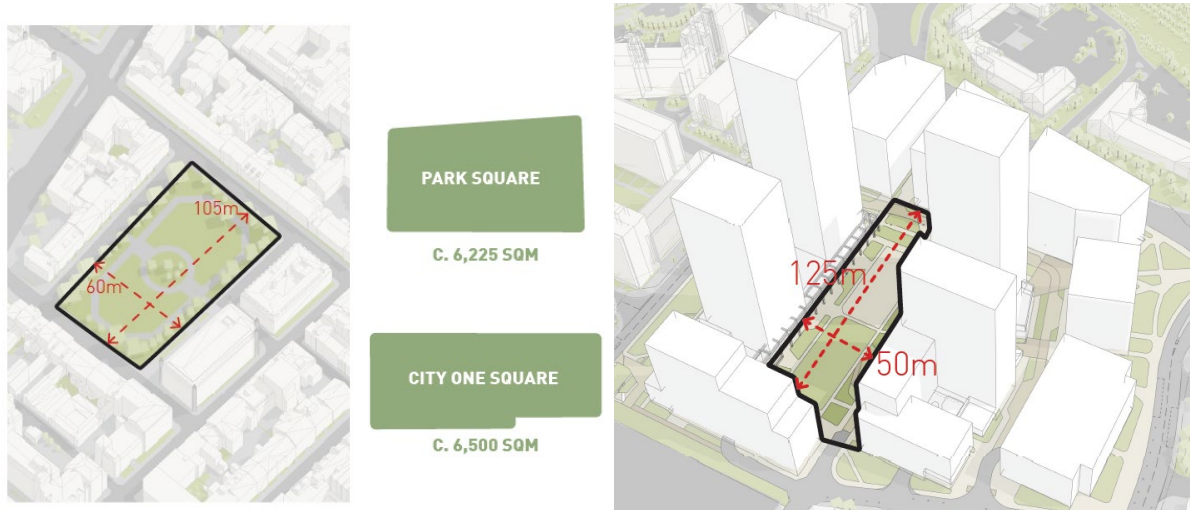 105m
60m
PARK SQUARE
C. 6,225 SQM
CITY ONE SQUARE
C. 6,500 SQM
125m
50m